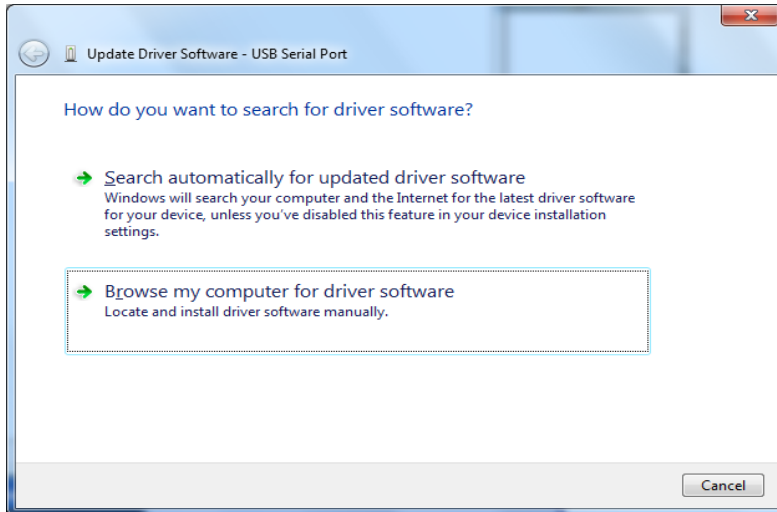 Update Driver Software - USB Serial Port
How do you want to search for driver software?
Search automatically for updated driver software
Windows will search your computer and the Internet for the latest driver software
for your device, unless you've disabled this feature in your device installation
settings.
Browse my computer for driver software
Locate and install driver software manually.
Cancel